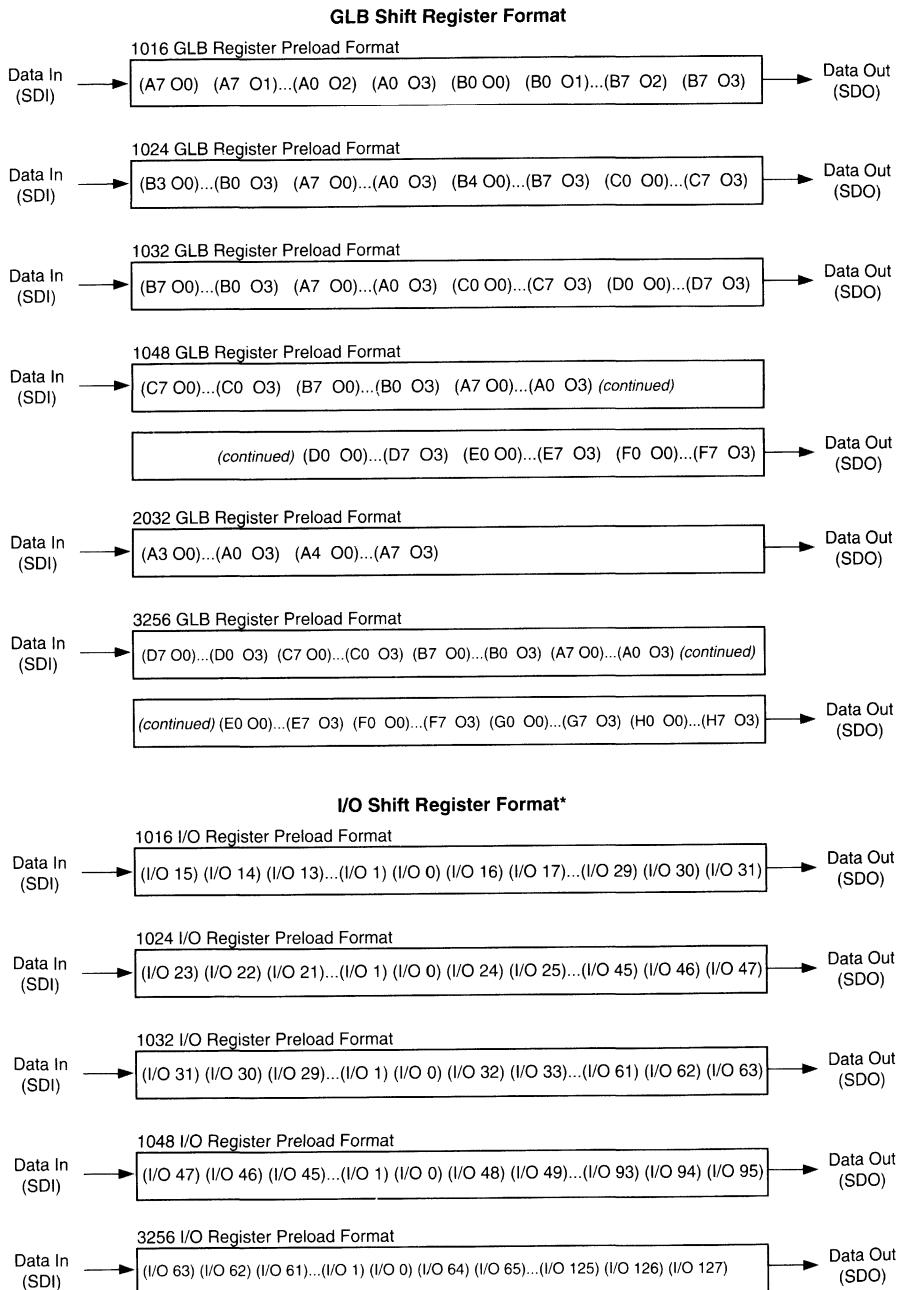 GLB Shift Register Format
1016 GLB Register Preload Format
Data In
(SDI)
(A7 O0) (A7 O1)...(A0 O2) (A0 O3) (B0 O0) (B0 O1)...(B7 O2) (B7 O3)
Data Out
(SDO)
1024 GLB Register Preload Format
Data In
(SDI)
(B3 O0)...(B0 O3) (A7 O0)...(A0 O3) (B4 O0)...(B7 O3) (C0 O0)...(C7 O3)
Data Out
(SDO)
1032 GLB Register Preload Format
Data In
(SDI)
(B7 O0)...(B0 O3) (A7 O0)...(A0 O3) (C0 O0)...(C7 O3) (D0 O0)...(D7 O3)
Data Out
(SDO)
1048 GLB Register Preload Format
Data In
(SDI)
(C7 O0)...(C0 O3) (B7 O0)...(B0 O3) (A7 O0)...(A0 O3) (continued)
(continued) (D0 O0)...(D7 O3) (E0 O0)...(E7 O3) (F0 O0)...(F7 O3)
Data Out
(SDO)
2032 GLB Register Preload Format
Data In
(SDI)
(A3 O0)...(A0 O3) (A4 O0)...(A7 O3)
Data Out
(SDO)
3256 GLB Register Preload Format
Data In
(SDI)
(D7 O0)...(D0 O3) (C7 O0)...(C0 O3) (B7 O0)...(B0 O3) (A7 O0)...(A0 O3) (continued)
(continued) (E0 O0)...(E7 O3) (F0 O0)...(F7 O3) (G0 O0)...(G7 O3) (H0 O0)...(H7 O3)
Data Out
(SDO)
I/O Shift Register Format*
1016 I/O Register Preload Format
Data In
(SDI)
(I/O 15) (I/O 14) (I/O 13)...(I/O 1) (I/O 0) (I/O 16) (I/O 17)...(I/O 29) (I/O 30) (I/O 31)
Data Out
(SDO)
1024 I/O Register Preload Format
Data In
(SDI)
(I/O 23) (I/O 22) (I/O 21)...(I/O 1) (I/O 0) (I/O 24) (I/O 25)...(I/O 45) (I/O 46) (I/O 47)
Data Out
(SDO)
1032 I/O Register Preload Format
Data In
(SDI)
(I/O 31) (I/O 30) (I/O 29)...(I/O 1) (I/O 0) (I/O 32) (I/O 33)...(I/O 61) (I/O 62) (I/O 63)
Data Out
(SDO)
1048 I/O Register Preload Format
Data In
(SDI)
(I/O 47) (I/O 46) (I/O 45)...(I/O 1) (I/O 0) (I/O 48) (I/O 49)...(I/O 93) (I/O 94) (I/O 95)
Data Out
(SDO)
3256 I/O Register Preload Format
Data In
(SDI)
(I/O 63) (I/O 62) (I/O 61)...(I/O 1) (I/O 0) (I/O 64) (I/O 65)...(I/O 125) (I/O 126) (I/O 127)
Data Out
(SDO)